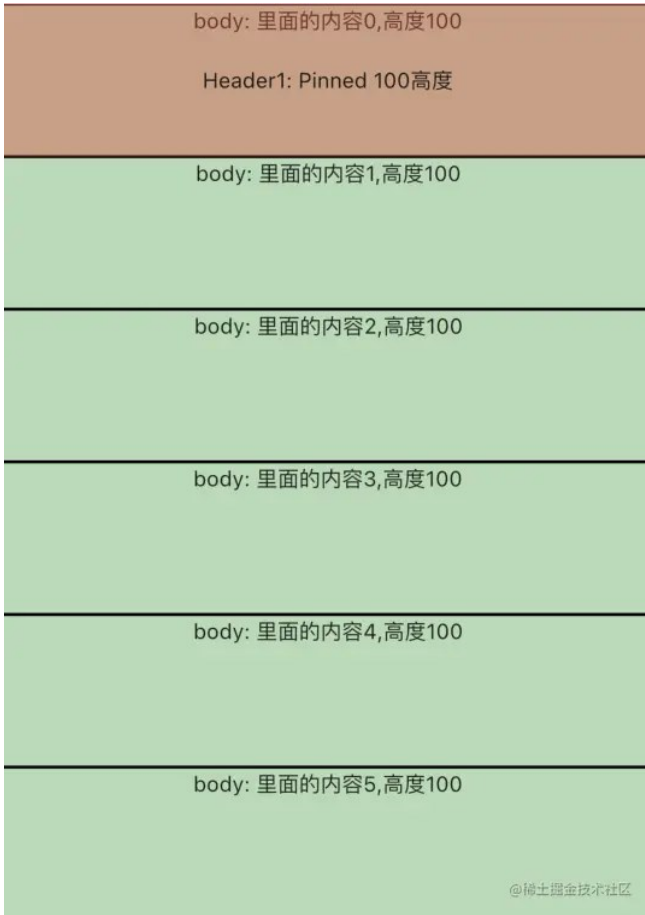 body: 里面的内容0,高度100
Header1: Pinned 100高度
body: 里面的内容1,高度100
body: 里面的内容2,高度100
body: 里面的内容3,高度100
body: 里面的内容4,高度100
body: 里面的内容5,高度100
@稀土掘金技术社区